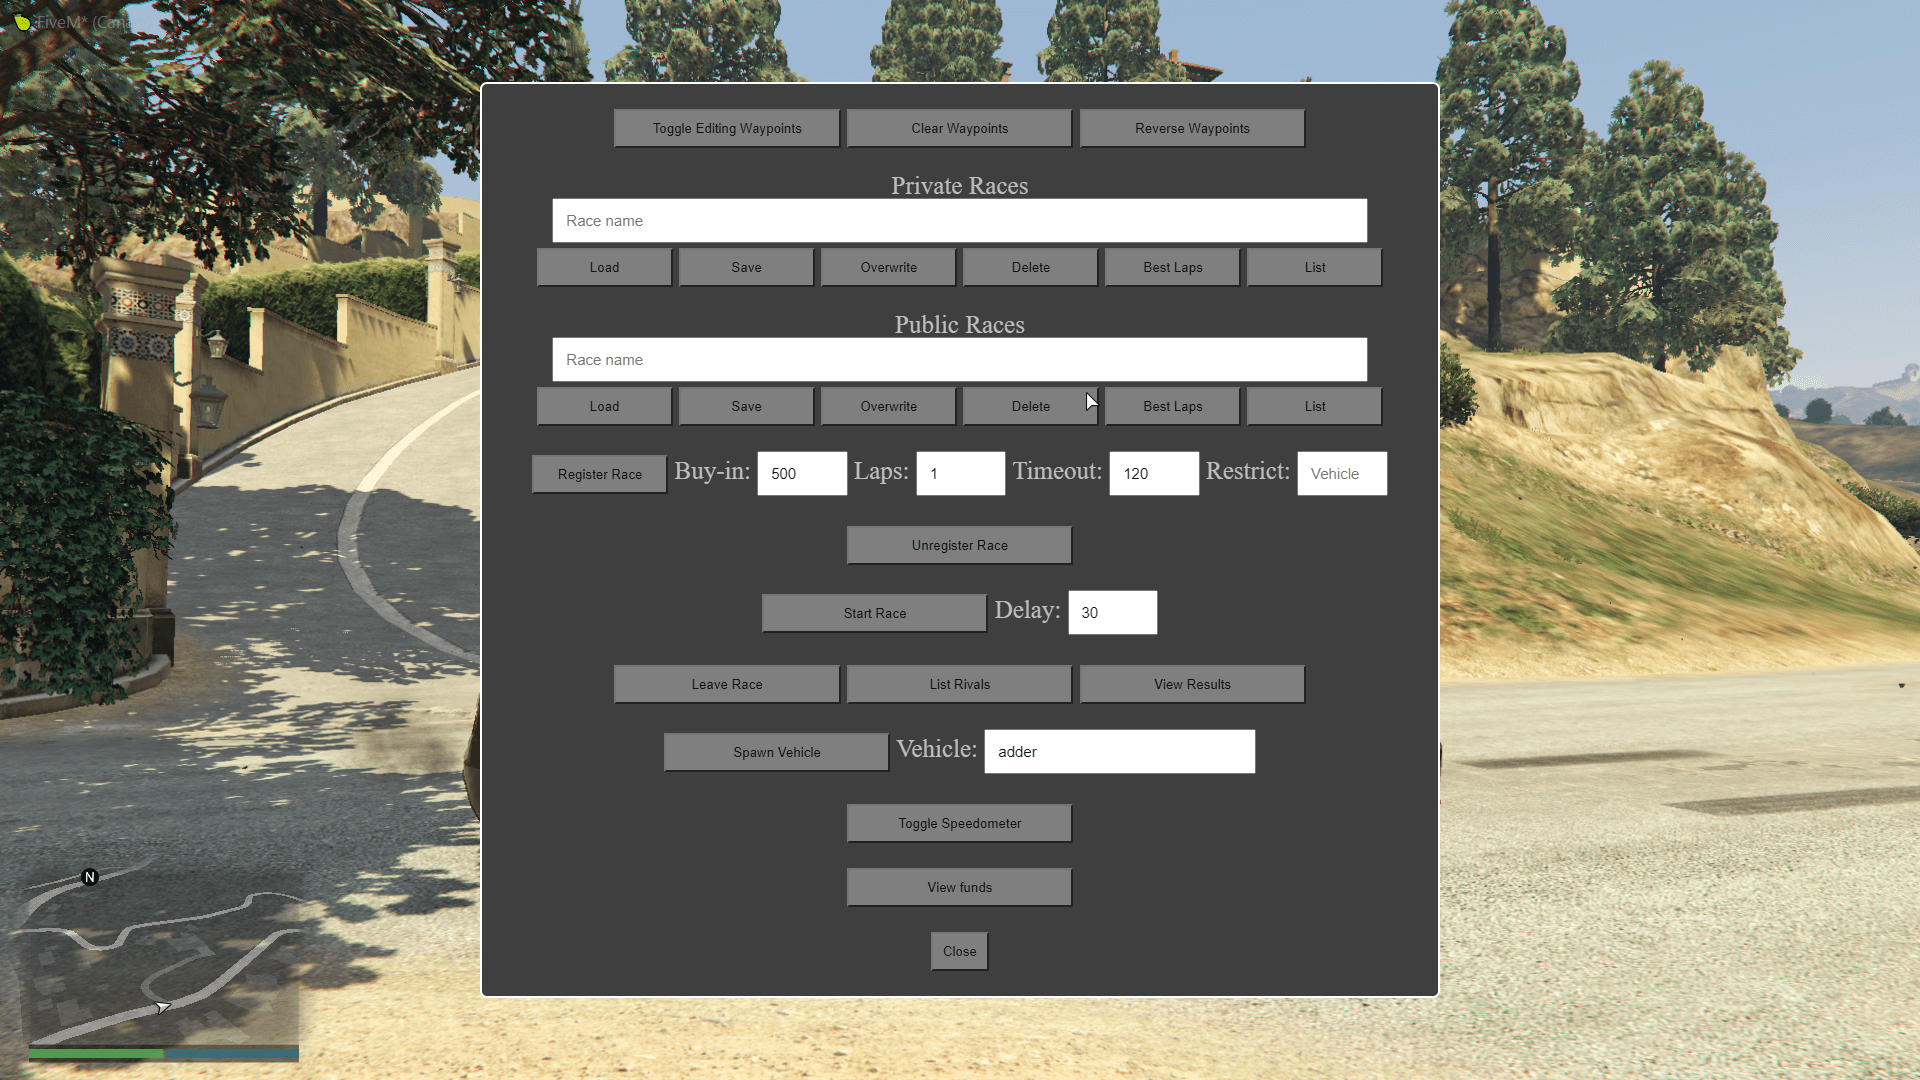 FiveM* (Can
Toggle Editing Waypoints Clear Waypoints Reverse Waypoints
Private Races
Race name
Load Save Overwrite Delete Best Laps List
Public Races
Race name
Load Save Overwrite Delete Best Laps List
Register Race Buy-in: 500 Laps: 1 Timeout: 120 Restrict: Vehicle
Unregister Race
Start Race Delay: 30
Leave Race List Rivals View Results
Spawn Vehicle Vehicle: adder
Toggle Speedometer
View funds
N
Close